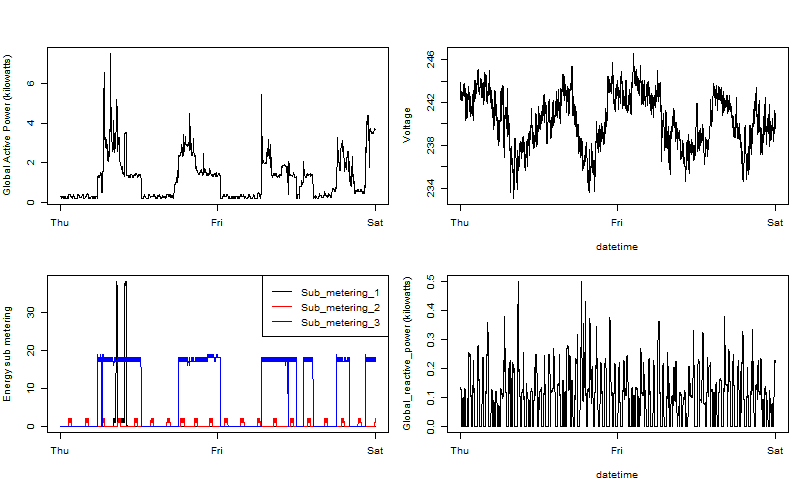 Global Active Power (kilowatts)
0 2 4 6
Thu Fri Sat
Voltage
234 238 242 246
Thu Fri Sat
datetime
Energy sub metering
0 10 20 30
Thu Fri Sat
Sub_metering_1
Sub_metering_2
Sub_metering_3
Global_reactive_power (kilowatts)
0.0 0.1 0.2 0.3 0.4 0.5
Thu Fri Sat
datetime